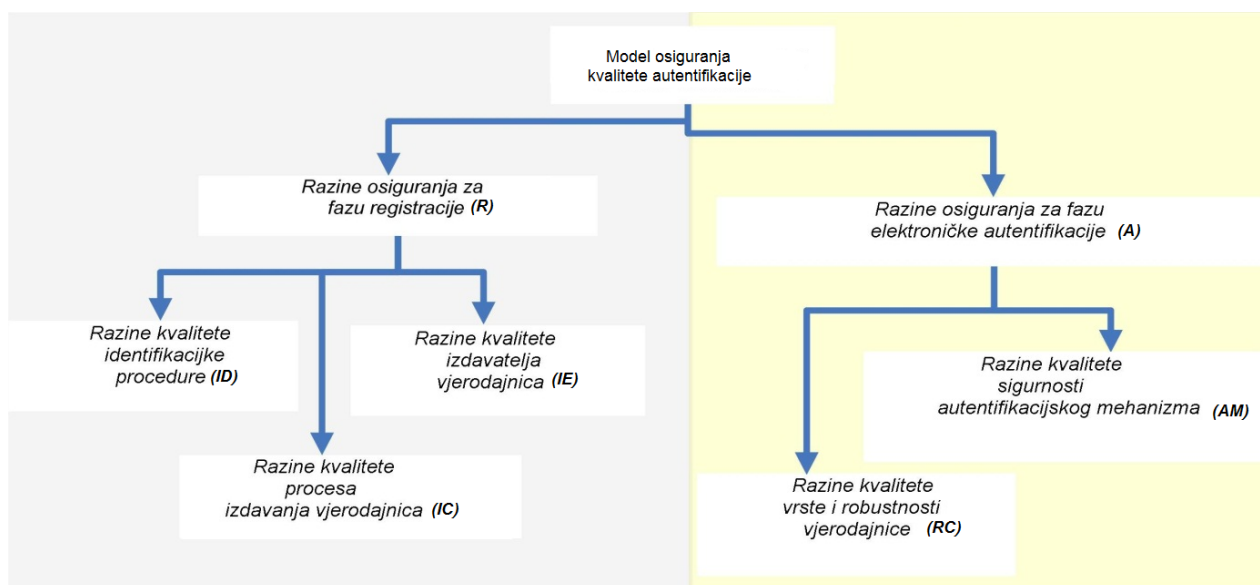 Model osiguranja
kvalitete autentifikacije
Razine osiguranja za
fazu registracije (R)
Razine osiguranja za fazu
elektroničke autentifikacije (A)
Razine kvalitete
identifikacijke
procedure (ID)
Razine kvalitete
izdavatelja
vjerodajnica (IE)
Razine kvalitete
procesa
izdavanja vjerodajnica (IC)
Razine kvalitete
sigurnosti
autentifikacijskog mehanizma (AM)
Razine kvalitete
vrste i robustnosti
vjerodajnice (RC)